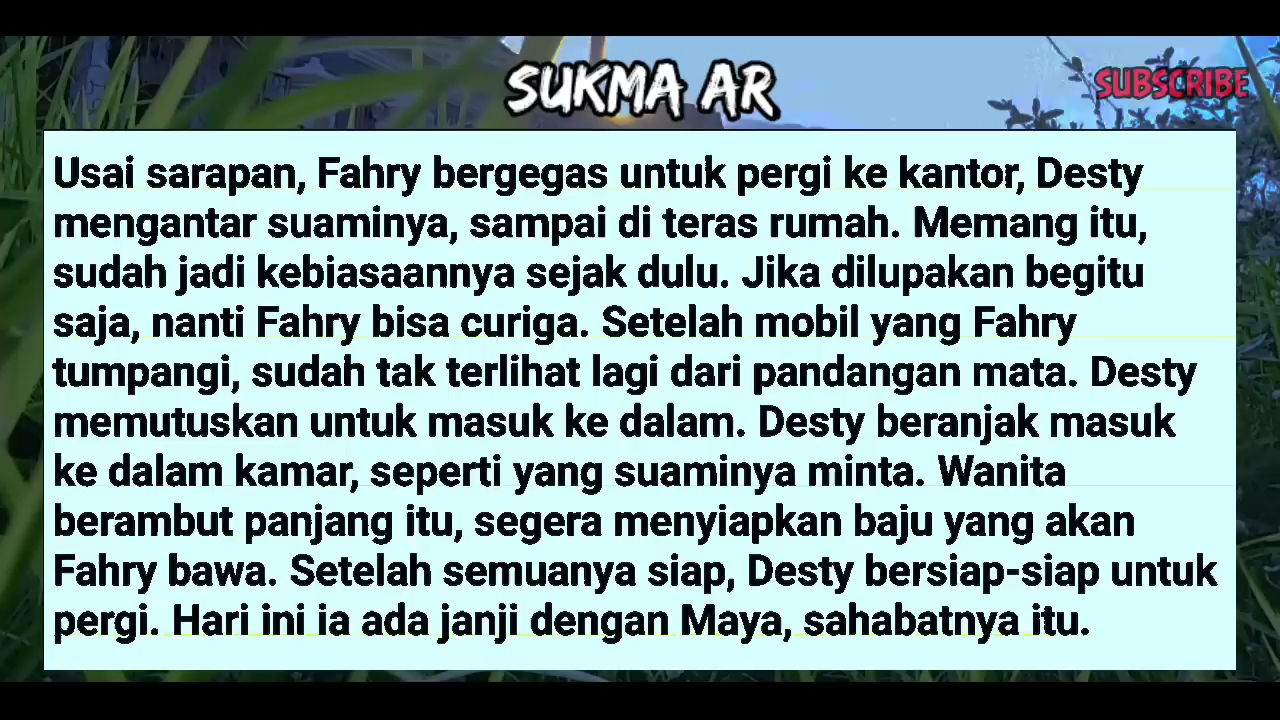 SUKMA AR
SUBSCRIBE
Usai sarapan, Fahry bergegas untuk pergi ke kantor, Desty
mengantar suaminya, sampai di teras rumah. Memang itu,
sudah jadi kebiasaannya sejak dulu. Jika dilupakan begitu
saja, nanti Fahry bisa curiga. Setelah mobil yang Fahry
tumpangi, sudah tak terlihat lagi dari pandangan mata. Desty
memutuskan untuk masuk ke dalam. Desty beranjak masuk
ke dalam kamar, seperti yang suaminya minta. Wanita
berambut panjang itu, segera menyiapkan baju yang akan
Fahry bawa. Setelah semuanya siap, Desty bersiap-siap untuk
pergi. Hari ini ia ada janji dengan Maya, sahabatnya itu.